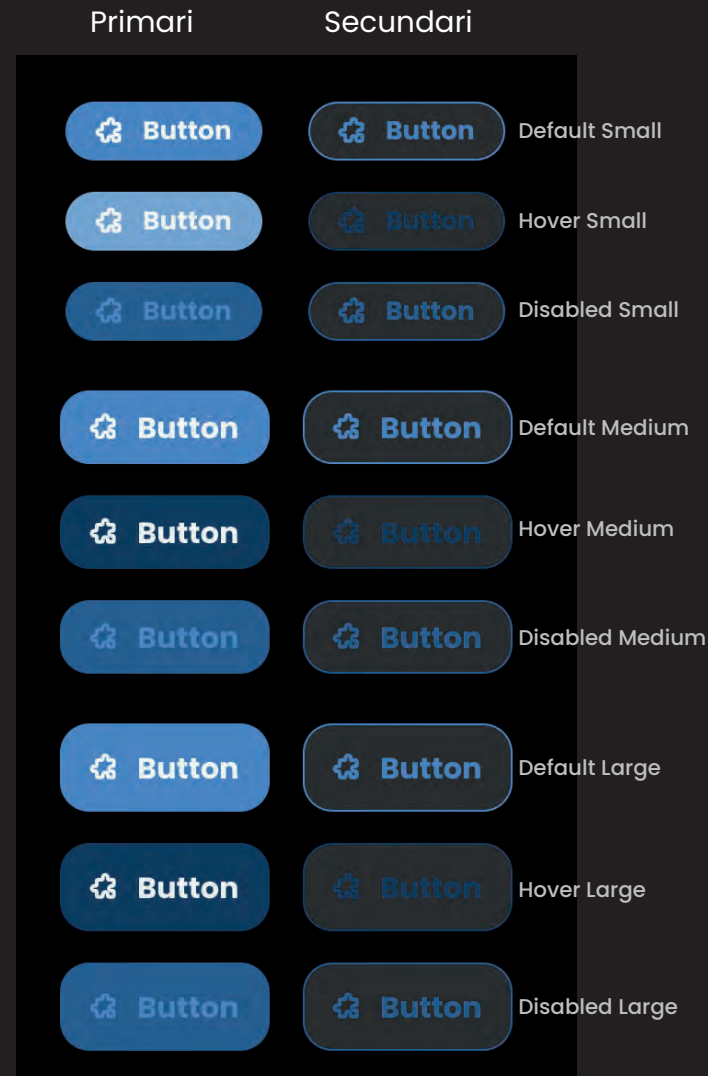 Primari Secundari
Button Button Default Small
Button Button Hover Small
Button Button Disabled Small
Button Button Default Medium
Button Button Hover Medium
Button Button Disabled Medium
Button Button Default Large
Button Button Hover Large
Button Button Disabled Large